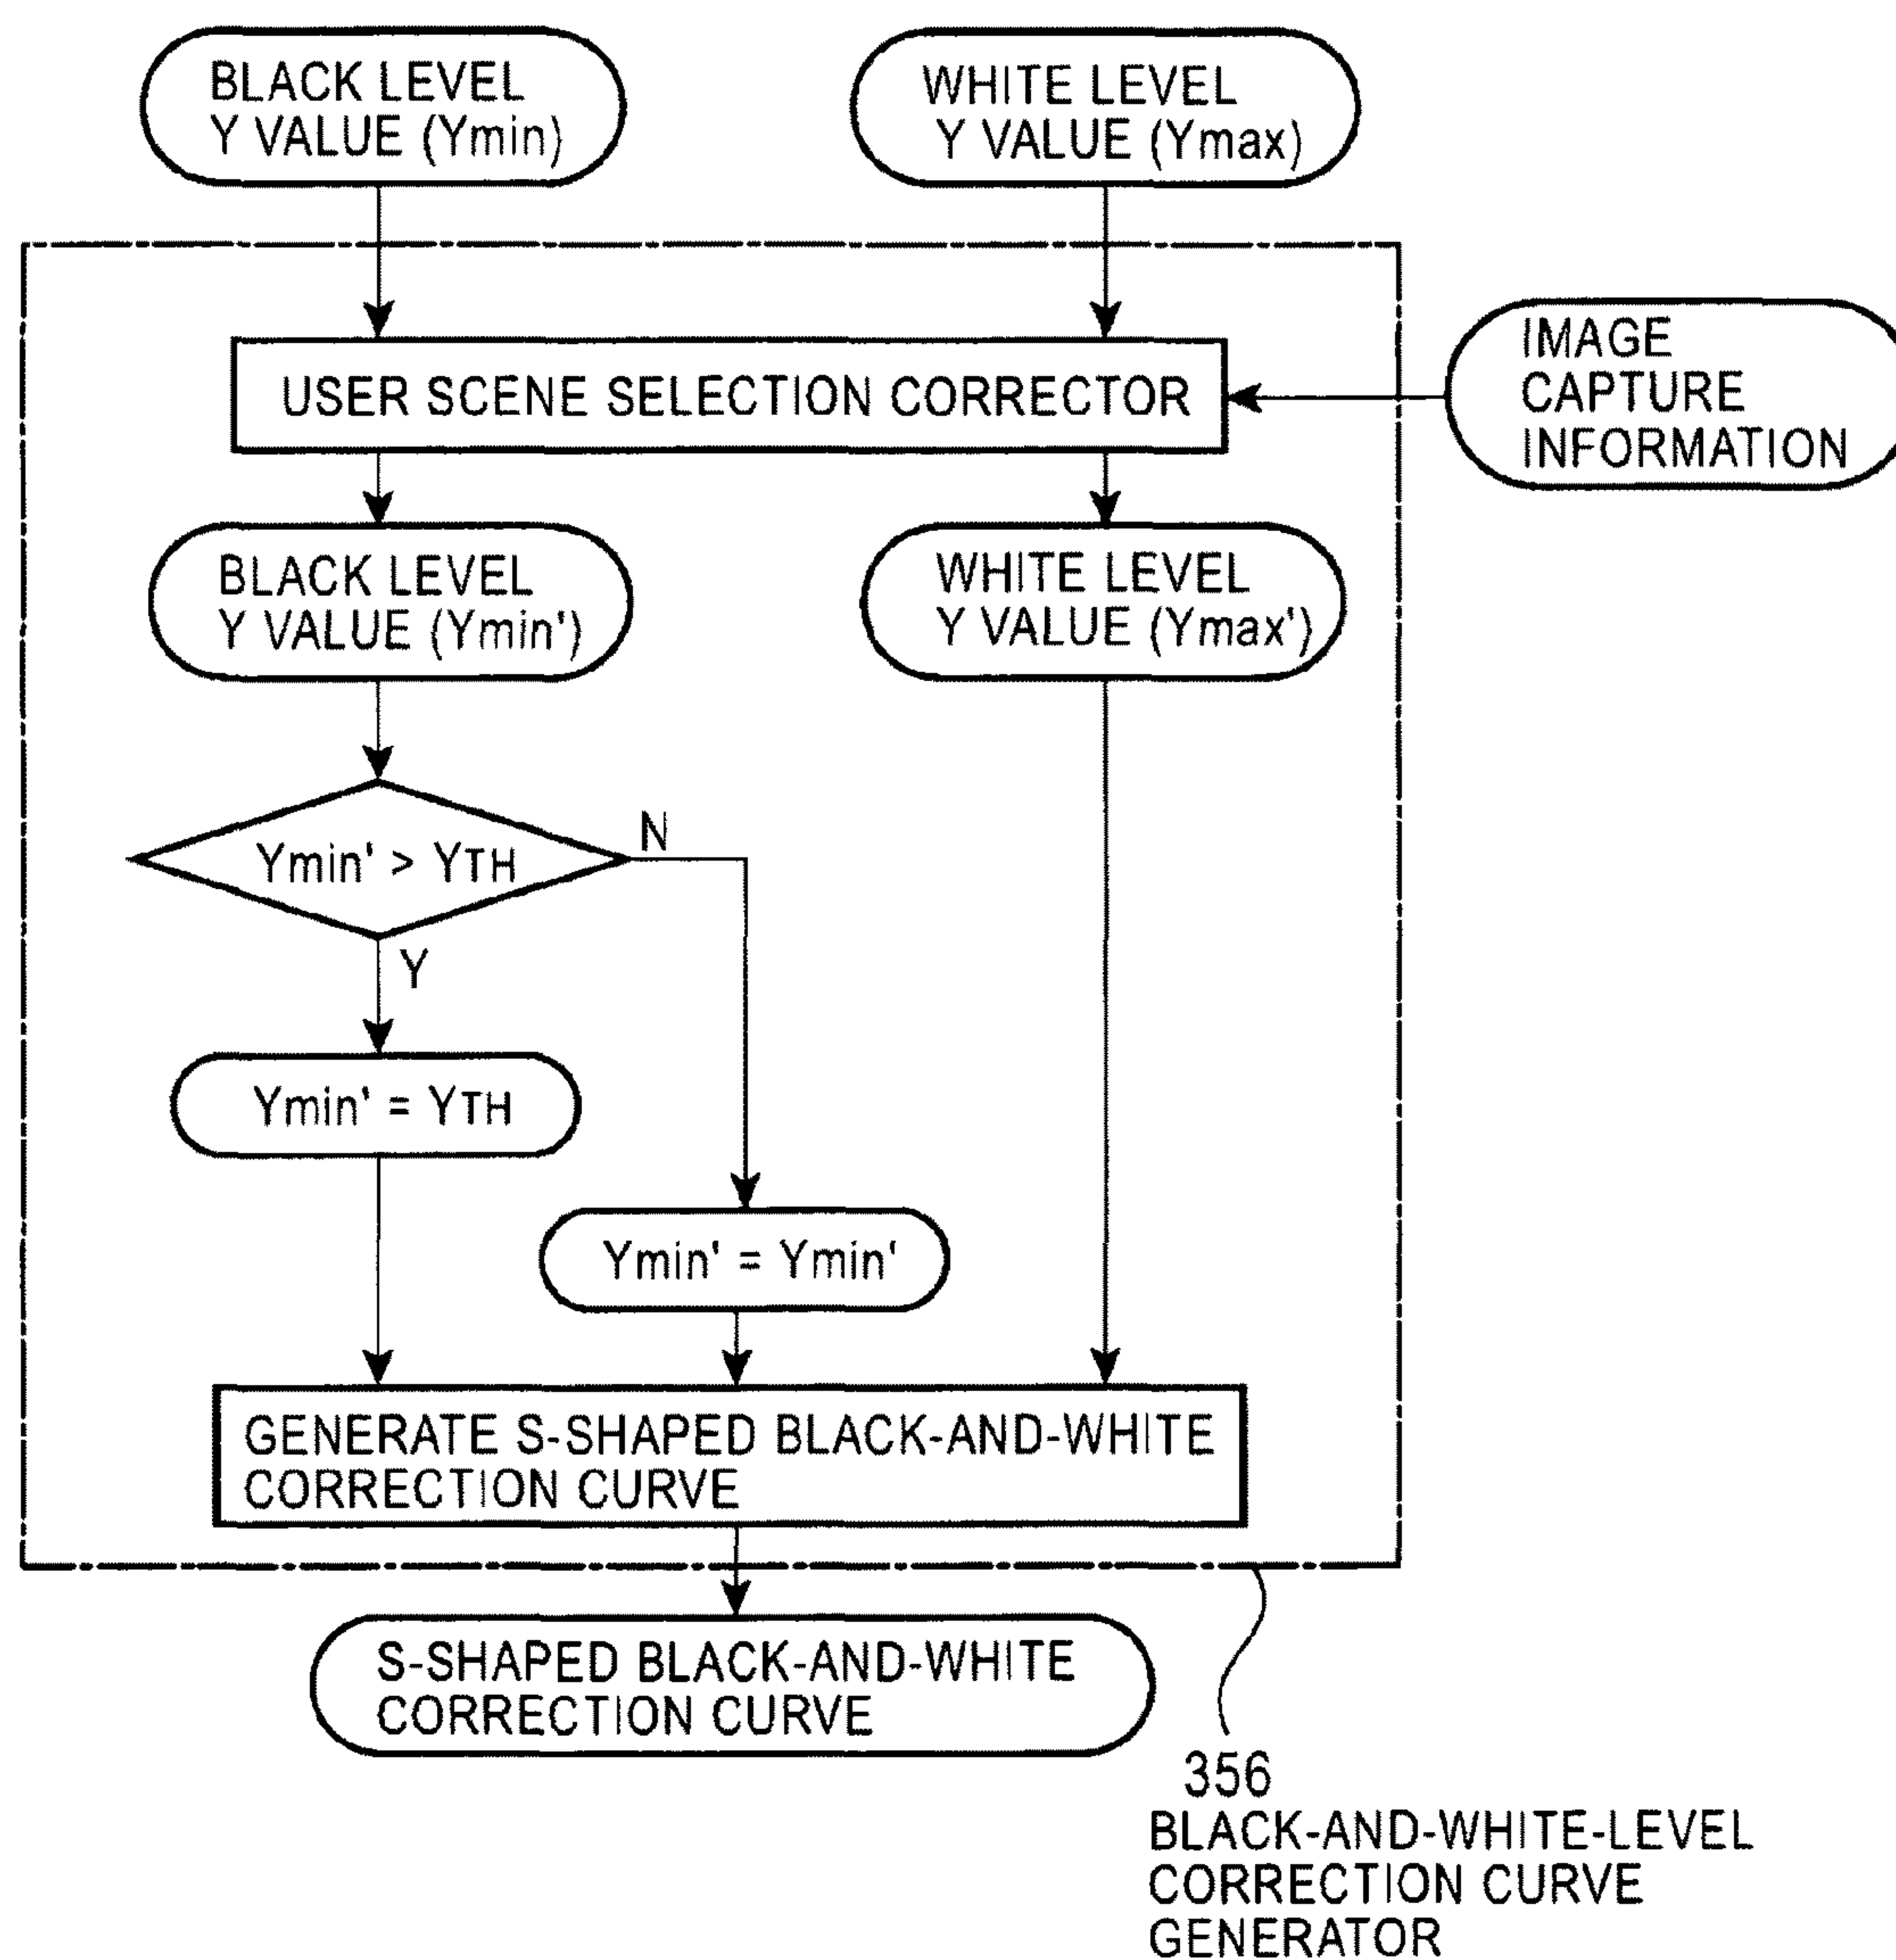 BLACK LEVEL
Y VALUE (Ymin)
WHITE LEVEL
Y VALUE (Ymax)
USER SCENE SELECTION CORRECTOR
IMAGE
CAPTURE
INFORMATION
BLACK LEVEL
Y VALUE (Ymin')
WHITE LEVEL
Y VALUE (Ymax')
Ymin' > YTH
N
Y
Ymin' = YTH
Ymin' = Ymin'
GENERATE S-SHAPED BLACK-AND-WHITE
CORRECTION CURVE
S-SHAPED BLACK-AND-WHITE
CORRECTION CURVE
356
BLACK-AND-WHITE-LEVEL
CORRECTION CURVE
GENERATOR